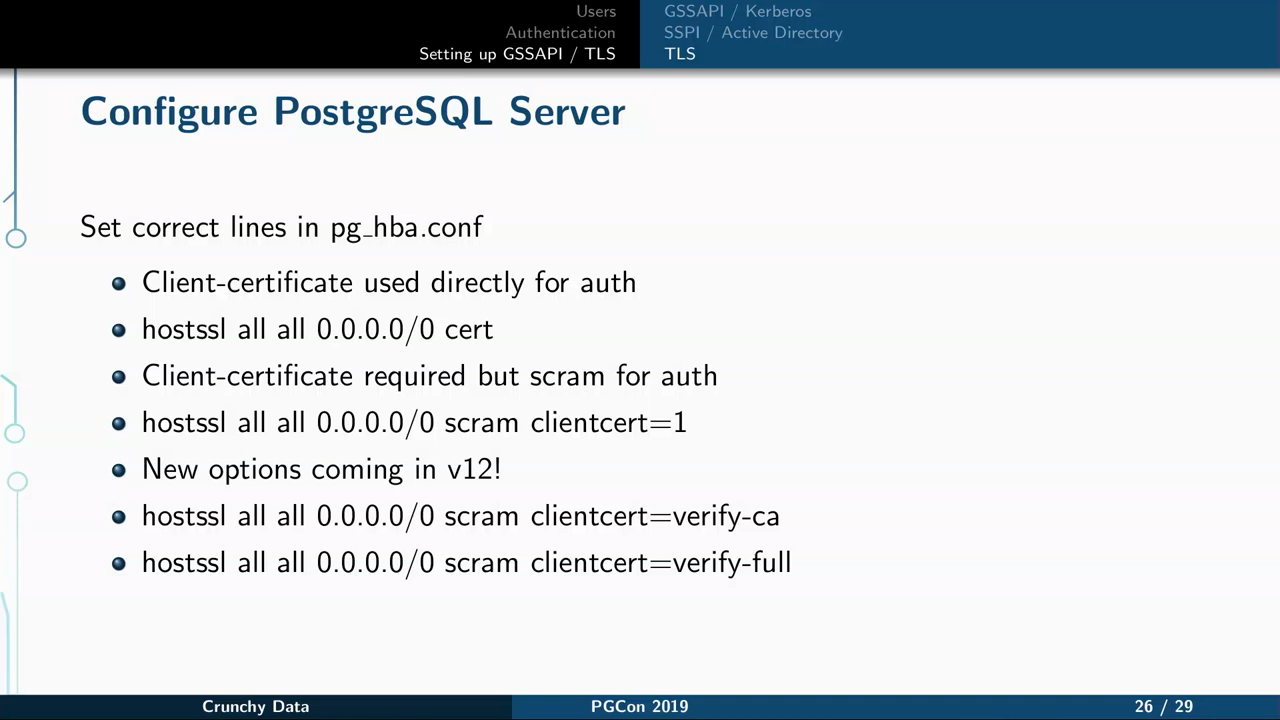 Users
Authentication
Setting up GSSAPI / TLS
GSSAPI / Kerberos
SSPI / Active Directory
TLS
Configure PostgreSQL Server
Set correct lines in pg_hba.conf
Client-certificate used directly for auth
hostssl all all 0.0.0.0/0 cert
Client-certificate required but scram for auth
hostssl all all 0.0.0.0/0 scram clientcert=1
New options coming in v12!
hostssl all all 0.0.0.0/0 scram clientcert=verify-ca
hostssl all all 0.0.0.0/0 scram clientcert=verify-full
Crunchy Data
PGCon 2019
26 / 29